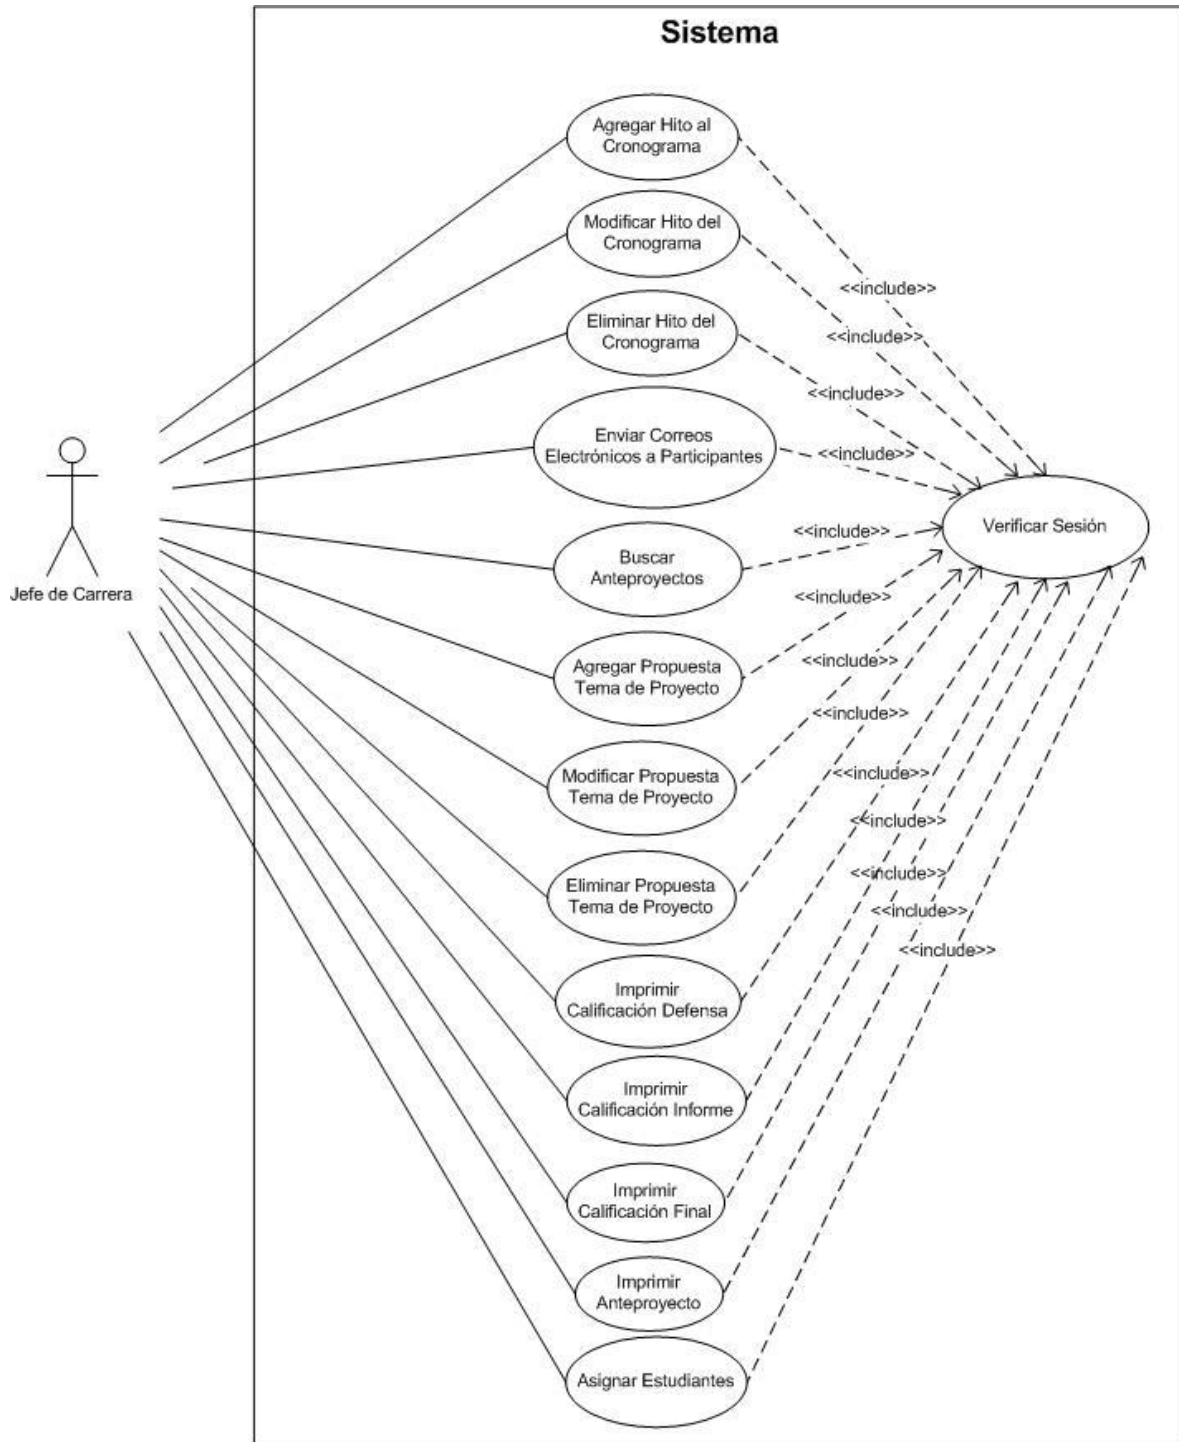 Sistema
Agregar Hito al
Cronograma
Modificar Hito del
Cronograma
<<include>>
Eliminar Hito del
Cronograma
<<include>>
<<include>>
Enviar Correos
Electrónicos a Participantes
<<include>>
Jefe de Carrera
Verificar Sesión
<<include>>
Buscar
Anteproyectos
<<include>>
Agregar Propuesta
Tema de Proyecto
<<include>>
<<include>>
Modificar Propuesta
Tema de Proyecto
<<include>>
<<include>>
Eliminar Propuesta
Tema de Proyecto
<<include>>
<<include>>
<<include>>
Imprimir
Calificación Defensa
Imprimir
Calificación Informe
Imprimir
Calificación Final
Imprimir
Anteproyecto
Asignar Estudiantes